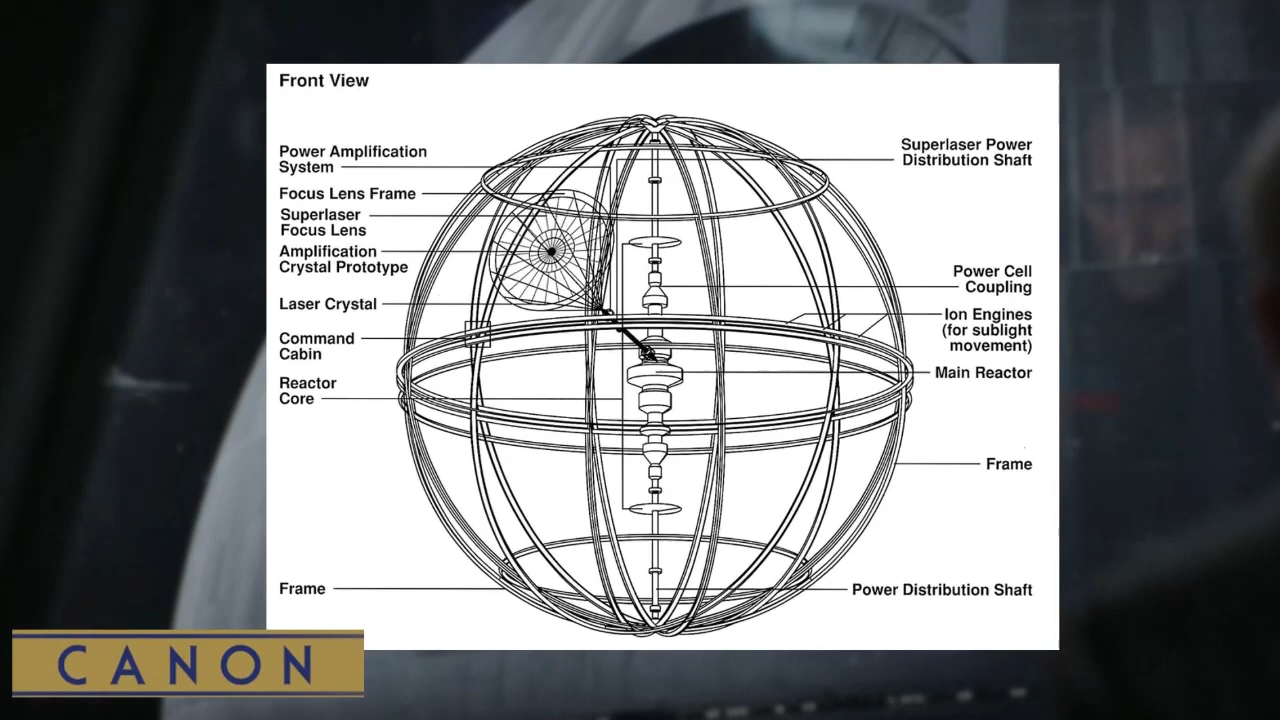 Front View
Power Amplification
System
Focus Lens Frame
Superlaser
Focus Lens
Amplification
Crystal Prototype
Laser Crystal
Command
Cabin
Reactor
Core
Frame
Superlaser Power
Distribution Shaft
Power Cell
Coupling
Ion Engines
(for sublight
movement)
Main Reactor
Frame
Power Distribution Shaft
CANON